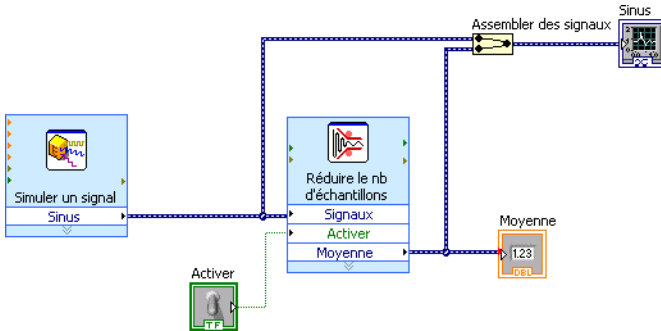 Sinus
Assembler des signaux
Simuler un signal
Sinus
Réduire le nb
d'échantillons
Signaux
Activer
Moyenne
Moyenne
1.23
DBL
Activer
TF